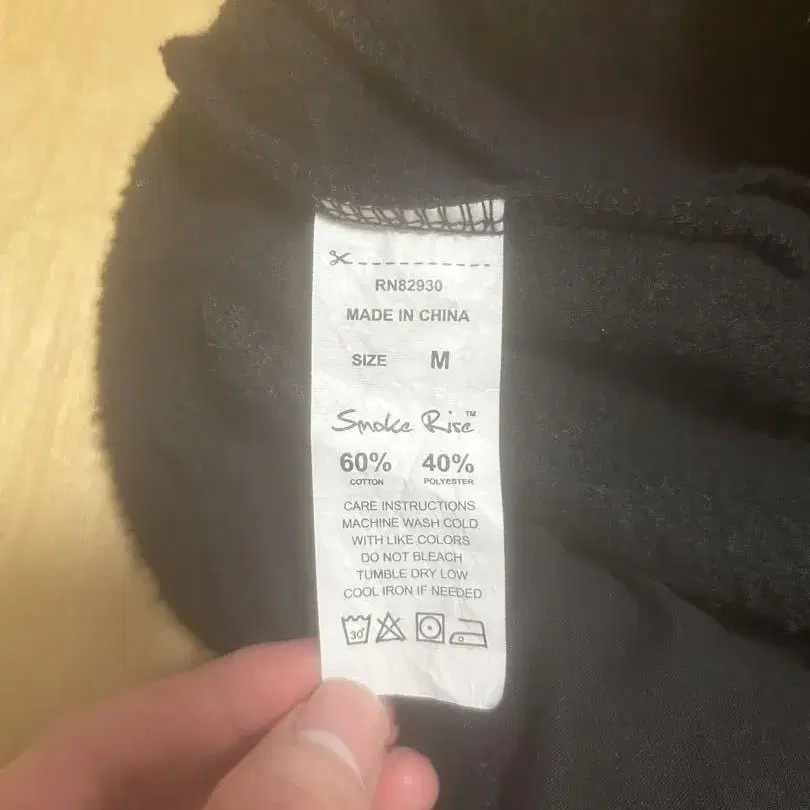 RN82930
MADE IN CHINA
SIZE M
Smoke Rise™
60% 40%
COTTON POLYESTER
CARE INSTRUCTIONS
MACHINE WASH COLD
WITH LIKE COLORS
DO NOT BLEACH
TUMBLE DRY LOW
COOL IRON IF NEEDED
30°